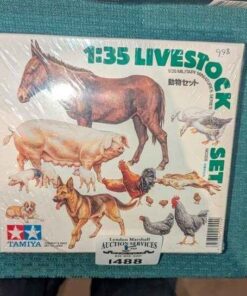 998
1:35 LIVESTOCK
SET
1/35 MILITARY MINIATURE SERIES
動物セット
TAMIYA
London Marshall
AUCTION SERVICES
1488